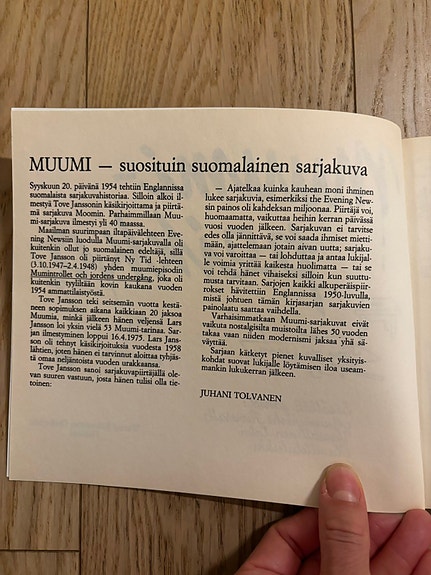 MUUMI — suosituin suomalainen sarjakuva
Syyskuun 20. päivänä 1954 tehtiin Englannissa
suomalaista sarjakuvahistoriaa. Silloin alkoi il-
mestyä Tove Janssonin käsikirjoittama ja piirtä-
mä sarjakuva Moomin. Parhaimmillaan Muu-
mi-sarja ilmestyi yli 40 maassa.
Maailman suurimpaan iltapäivälehteen Eve-
ning Newsiin luodulla Muumi-sarjakuvalla oli
kuitenkin ollut jo suomalainen edeltäjä, sillä
Tove Jansson oli piirtänyt Ny Tid -lehteen
(3.10.1947–2.4.1948) yhden muumiepisodin
Mumintrollet och jordens undergång, joka oli
kuitenkin tyyliltään kovin kaukana vuoden
1954 ammattilaistyöstä.
Tove Jansson teki seitsemän vuotta kestä-
neen sopimuksen aikana kaikkiaan 20 jaksoa
Muumia, minkä jälkeen hänen veljensä Lars
Jansson loi yksin vielä 53 Muumi-tarinaa. Sar-
jan ilmestyminen loppui 16.4.1975. Lars Jans-
son oli tehnyt käsikirjoituksia vuodesta 1958
lähtien, joten hänen ei tarvinnut aloittaa tyhjäs-
tä omaa neljäntoista vuoden urakkaansa.
Tove Jansson sanoi sarjakuvapiirtäjällä ole-
van suuren vastuun, josta hänen tulisi olla tie-
toinen:
— Ajatelkaa kuinka kauhean moni ihminen
lukee sarjakuvia, esimerkiksi the Evening New-
sin painos oli kahdeksan miljoonaa. Piirtäjä voi,
huomaamatta, vaikuttaa heihin kerran päivässä
vuosi vuoden jälkeen. Sarjakuvan ei tarvitse
edes olla jännittävä, se voi saada ihmiset mietti-
mään, ajattelemaan jotain aivan uutta; sarjaku-
va voi varoittaa — tai lohduttaa ja antaa lukijal-
le voimia yrittää kaikesta huolimatta — tai se
voi tehdä hänet vihaiseksi silloin kun suuttu-
musta tarvitaan. Sarjojen kaikki alkuperäispiir-
rokset hävitettiin Englannissa 1950-luvulla,
mistä johtuen tämän kirjasarjan sarjakuvien
painolaatu saattaa vaihdella.
Varhaisimmatkaan Muumi-sarjakuvat eivät
vaikuta nostalgisilta muistoilta lähes 50 vuoden
takaa vaan niiden modernismi jaksaa yhä sä-
väyttää.
Sarjaan kätketyt pienet kuvalliset yksityis-
kohdat suovat lukijalle löytämisen iloa useam-
mankin lukukerran jälkeen.
JUHANI TOLVANEN